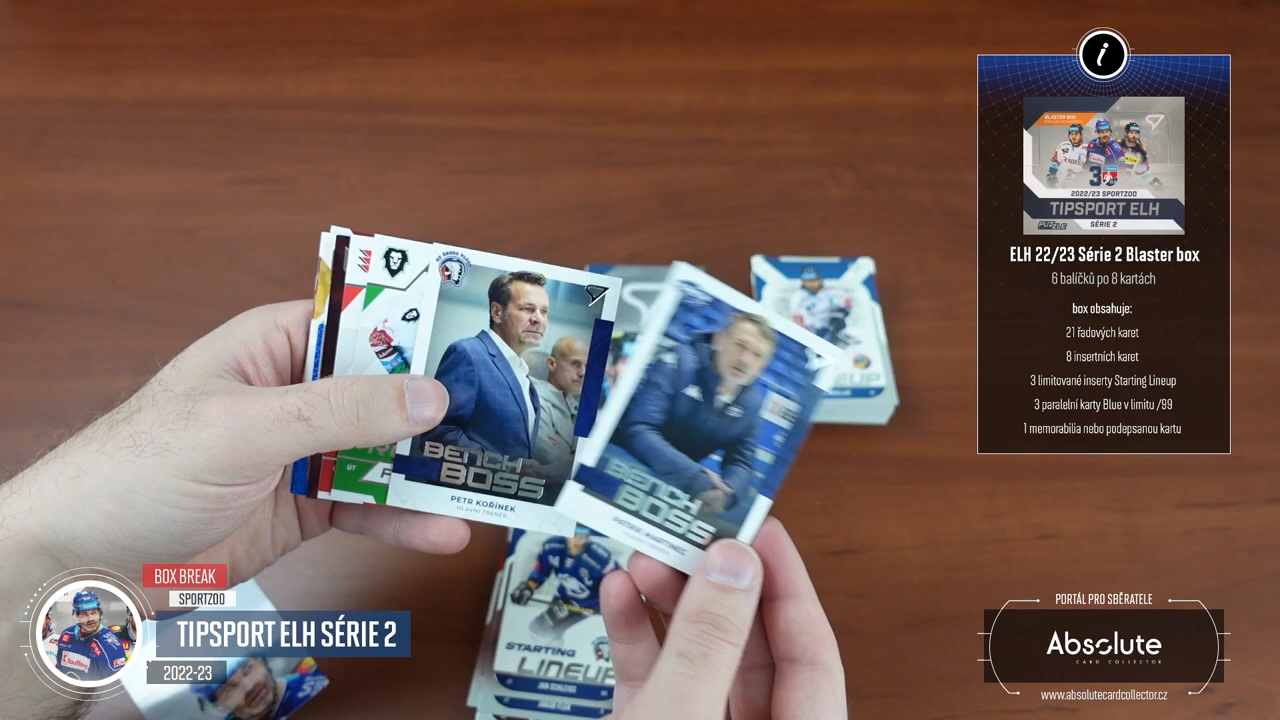 BLASTER BOX
3
2022/23 SPORTZOO
TIPSPORT ELH
SÉRIE 2
PUZZLE
ELH 22/23 Série 2 Blaster box
6 balíčků po 8 kartách
box obsahuje:
21 řadových karet
8 insertních karet
3 limitované inserty Starting Lineup
3 paralelní karty Blue v limitu /99
1 memorabilia nebo podepsanou kartu
BENCH
BOSS
PETR KOŘÍNEK
HLAVNÍ TRENÉR
BENCH
BOSS
ÚT
STARTING
LINEUP
BOX BREAK
SPORTZOO
TIPSPORT ELH SÉRIE 2
2022-23
PORTÁL PRO SBĚRATELE
Absolute
CARD COLLECTOR
www.absolutecardcollector.cz